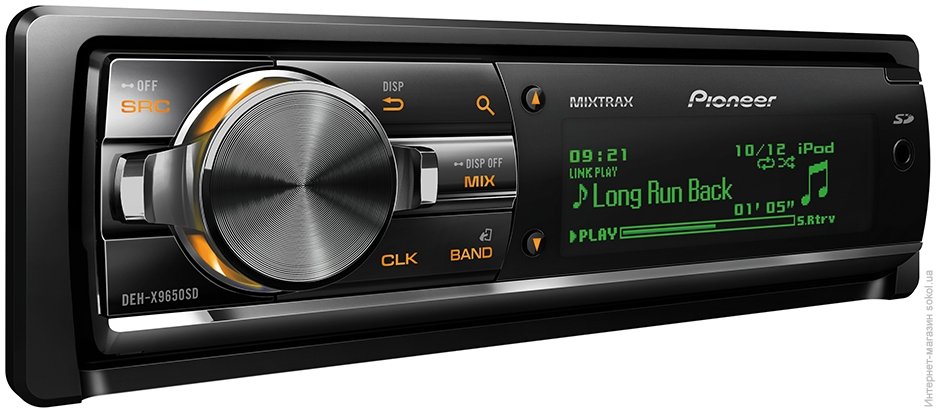 OFF
SRC
DISP
DISP OFF
MIX
CLK
BAND
DEH-X9650SD
MIXTRAX
Pioneer
SD
09:21
10/12 iPod
LINK PLAY
Long Run Back
01' 05"
PLAY
S.Rtrv
Интернет-магазин sokol.ua